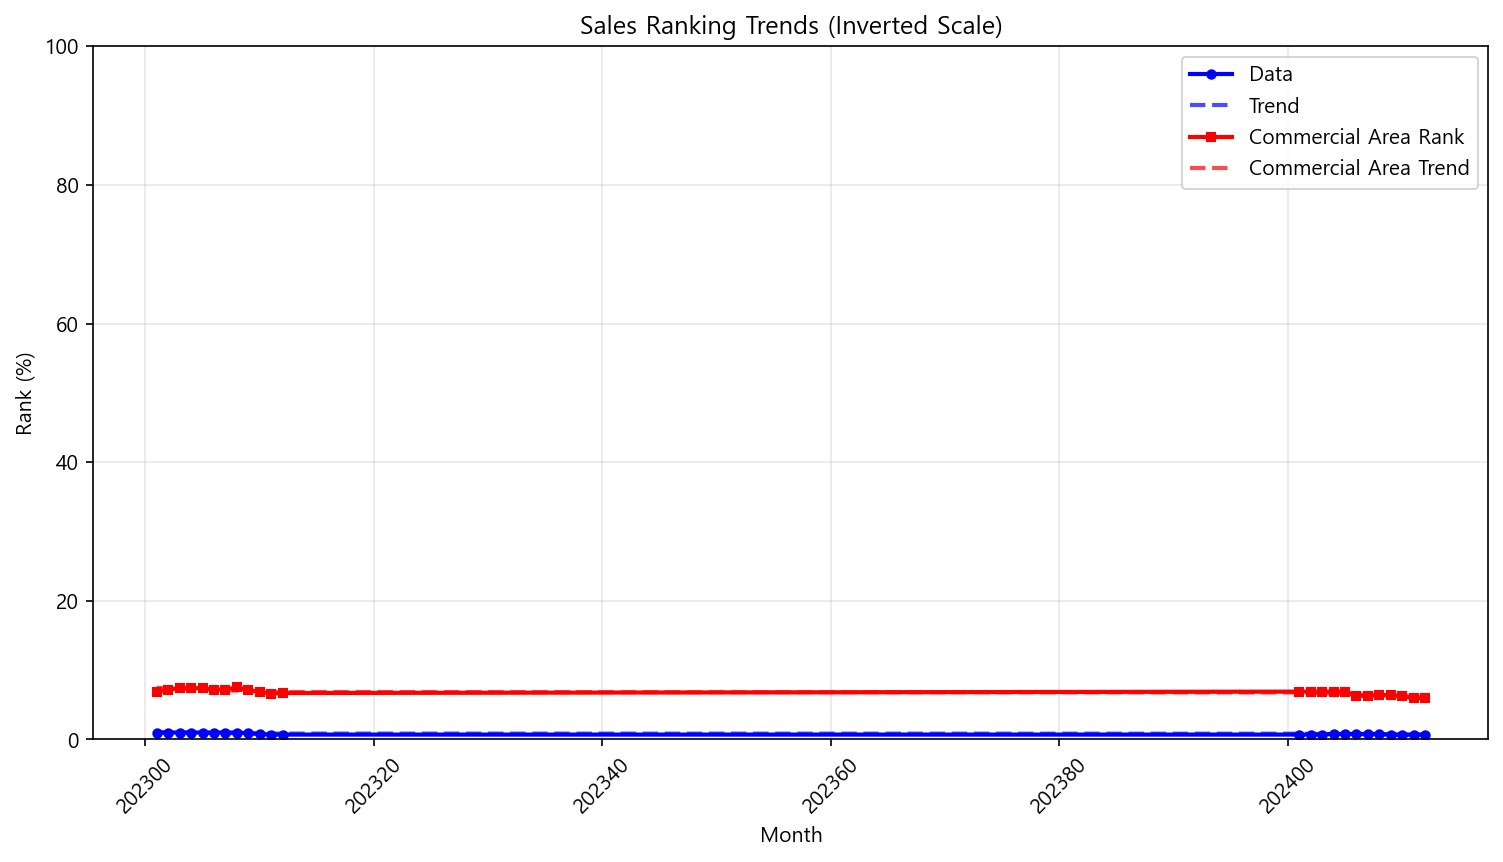 Sales Ranking Trends (Inverted Scale)
100
80
60
40
20
0
Rank (%)
Data
Trend
Commercial Area Rank
Commercial Area Trend
202300
202320
202340
202360
202380
202400
Month